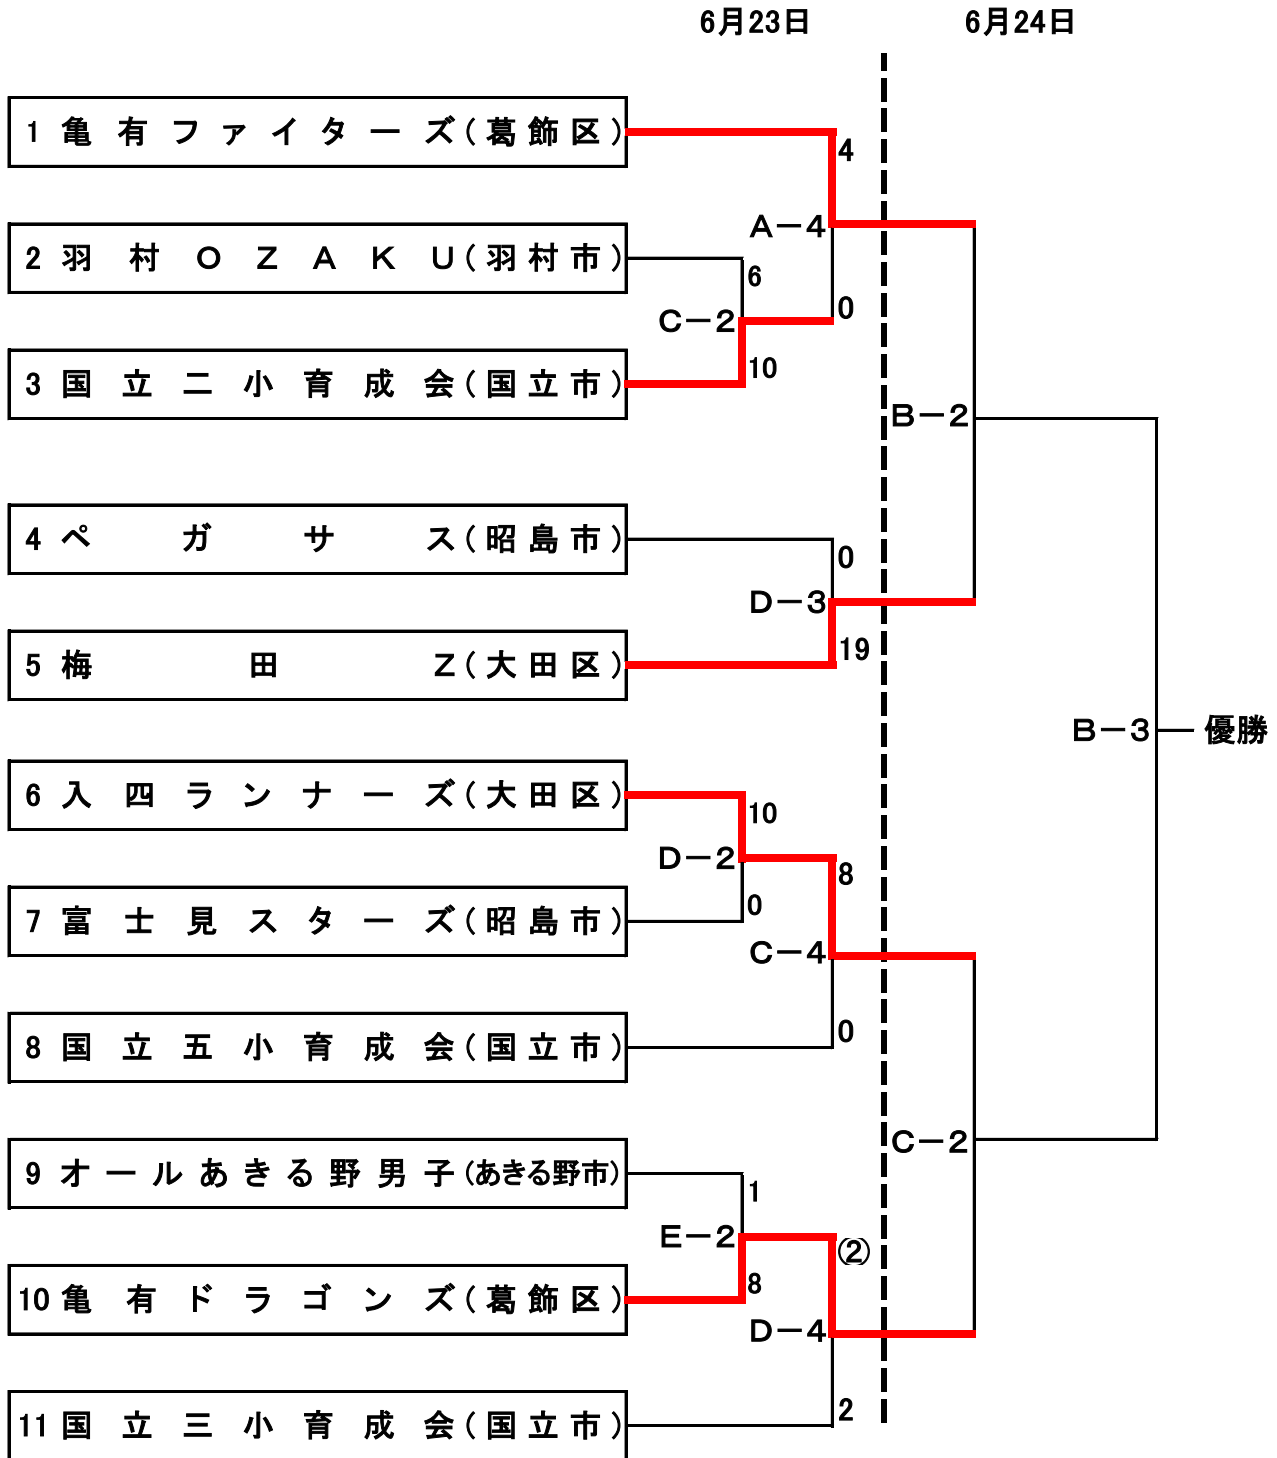 6月23日 6月24日
1 亀有ファイターズ(葛飾区)
4
A-4
2 羽村OZAKU(羽村市)
6
0
C-2
10
3 国立二小育成会(国立市)
B-2
4 ペガサス(昭島市)
0
D-3
19
5 梅田Z(大田区)
B-3 優勝
6 入四ランナーズ(大田区)
10
D-2
8
0
7 富士見スターズ(昭島市)
C-4
0
8 国立五小育成会(国立市)
C-2
9 オールあきる野男子(あきる野市)
1
E-2
(2)
8
10 亀有ドラゴンズ(葛飾区)
D-4
2
11 国立三小育成会(国立市)